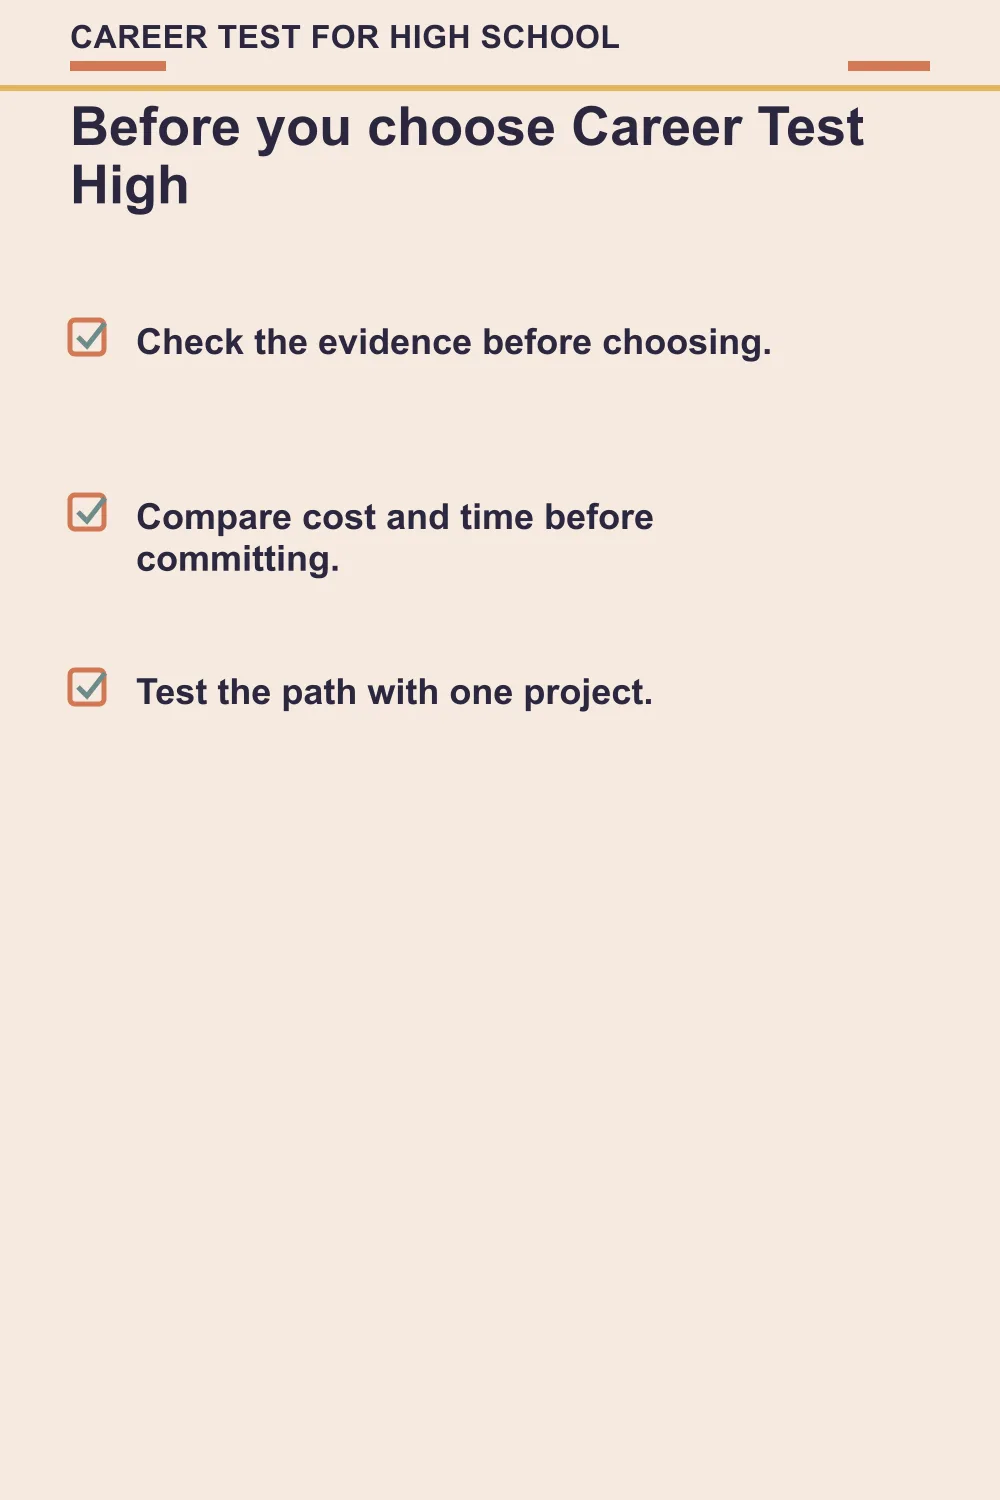 CAREER TEST FOR HIGH SCHOOL
Before you choose Career Test
High
Check the evidence before choosing.
Compare cost and time before
committing.
Test the path with one project.